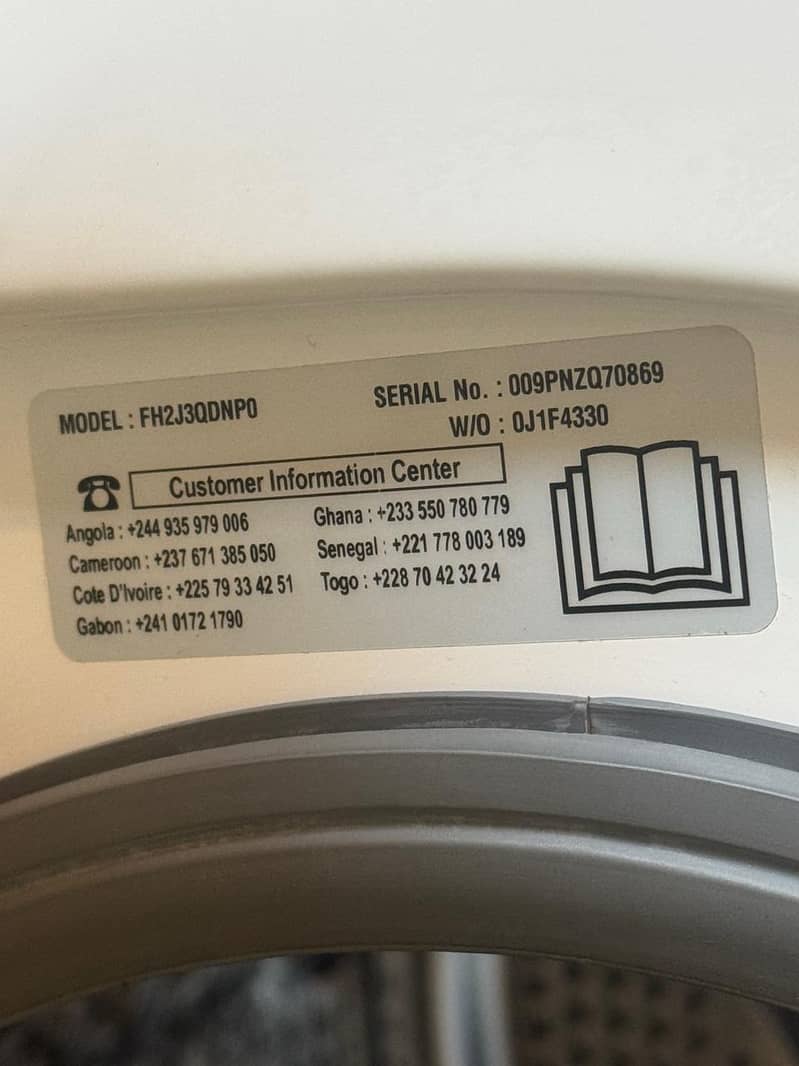 MODEL : FH2J3QDNP0
SERIAL No. : 009PNZQ70869
W/O : 0J1F4330
Customer Information Center
Angola : +244 935 979 006
Cameroon : +237 671 385 050
Cote D'Ivoire : +225 79 33 42 51
Gabon : +241 0172 1790
Ghana : +233 550 780 779
Senegal : +221 778 003 189
Togo : +228 70 42 32 24